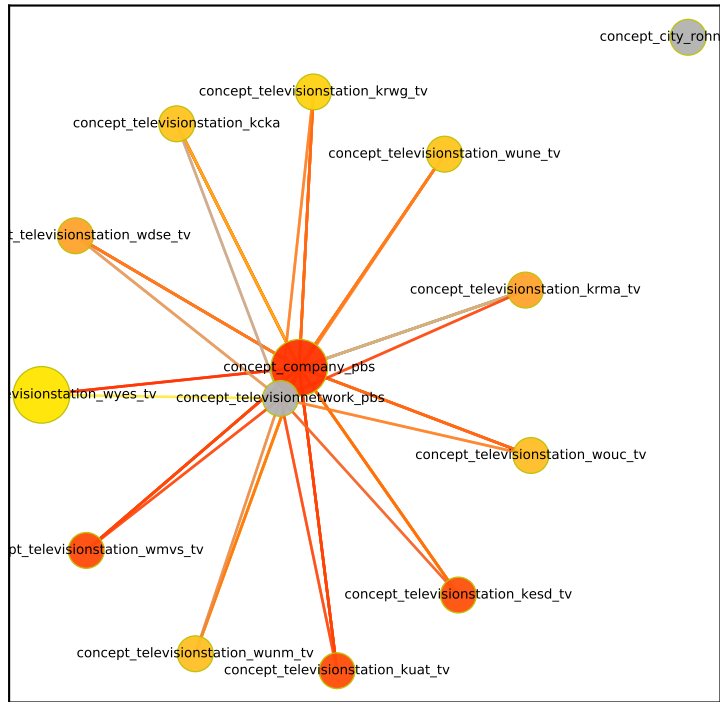 concept_city_rohn
concept_televisionstation_krwg_tv
concept_televisionstation_kcka
concept_televisionstation_wune_tv
t_televisionstation_wdse_tv
concept_televisionstation_krma_tv
concept_company_pbs
evisionstation_wyes_tv
concept_televisionnetwork_pbs
concept_televisionstation_wouc_tv
pt_televisionstation_wmvs_tv
concept_televisionstation_kesd_tv
concept_televisionstation_wunm_tv
concept_televisionstation_kuat_tv